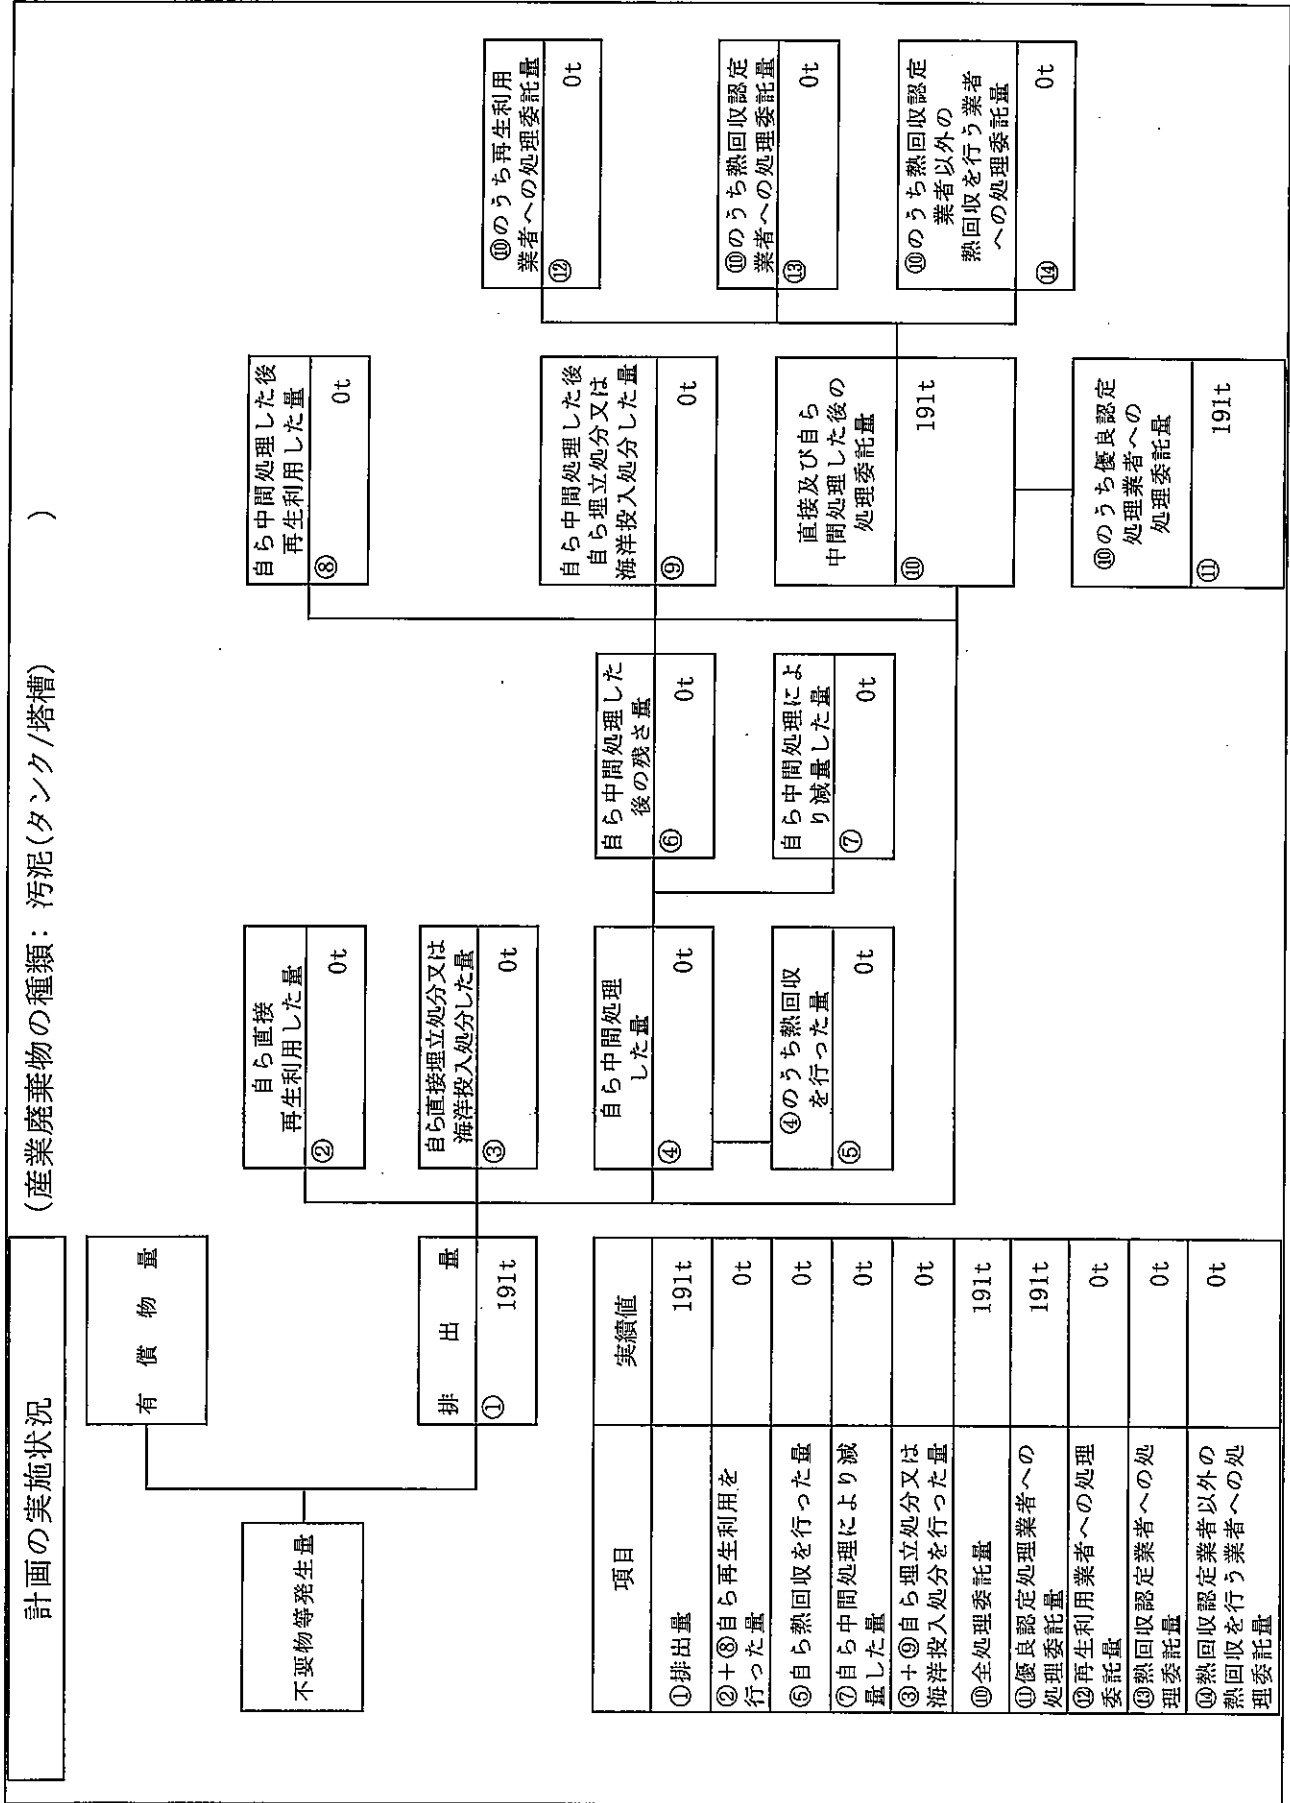 計画の実施状況
（産業廃棄物の種類：汚泥(タンク/塔槽)　　　　）
不要物等発生量
有 償 物 量
排 出 量
① 191t
自ら直接
再生利用した量
② 0t
自ら直接埋立処分又は
海洋投入処分した量
③ 0t
自ら中間処理
した量
④ 0t
④のうち熱回収
を行った量
⑤ 0t
自ら中間処理した
後の残さ量
⑥ 0t
自ら中間処理によ
り減量した量
⑦ 0t
自ら中間処理した後
再生利用した量
⑧ 0t
自ら中間処理した後
自ら埋立処分又は
海洋投入処分した量
⑨ 0t
直接及び自ら
中間処理した後の
処理委託量
⑩ 191t
⑩のうち優良認定
処理業者への
処理委託量
⑪ 191t
⑩のうち再生利用
業者への処理委託量
⑫ 0t
⑩のうち熱回収認定
業者への処理委託量
⑬ 0t
⑩のうち熱回収認定
業者以外の
熱回収を行う業者
への処理委託量
⑭ 0t
項目 実績値
①排出量 191t
②＋⑧自ら再生利用を
行った量 0t
⑤自ら熱回収を行った量 0t
⑦自ら中間処理により減
量した量 0t
③＋⑨自ら埋立処分又は
海洋投入処分を行った量 0t
⑩全処理委託量 191t
⑪優良認定処理業者への
処理委託量 191t
⑫再生利用業者への処理
委託量 0t
⑬熱回収認定業者への処
理委託量 0t
⑭熱回収認定業者以外の
熱回収を行う業者への処
理委託量 0t